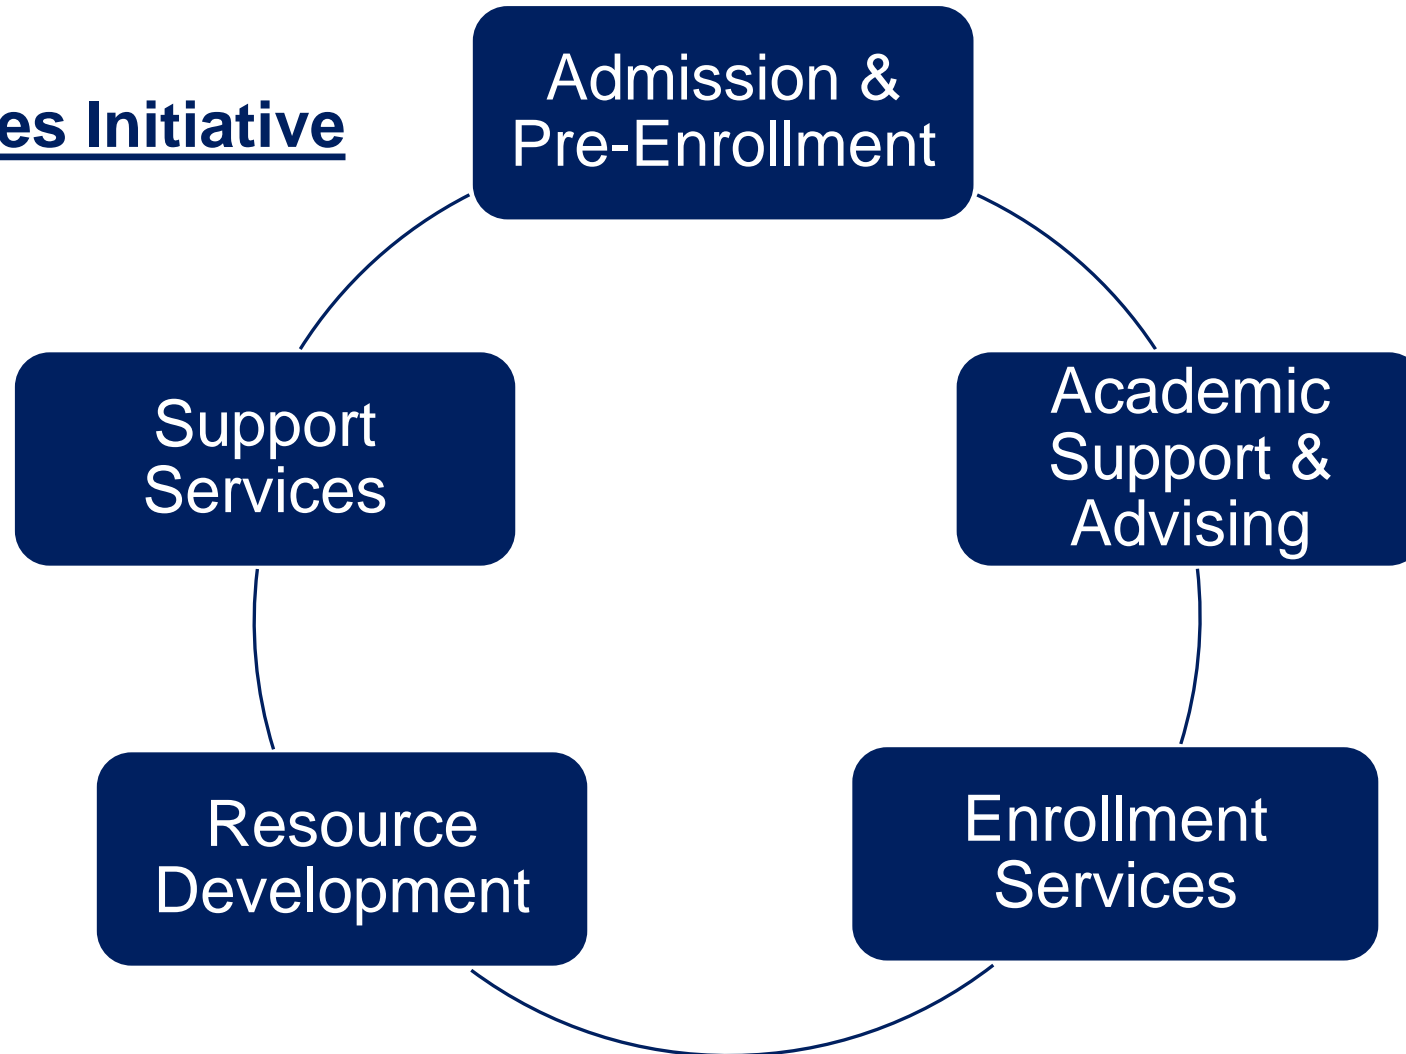 es Initiative
Admission &
Pre-Enrollment
Academic
Support &
Advising
Enrollment
Services
Resource
Development
Support
Services